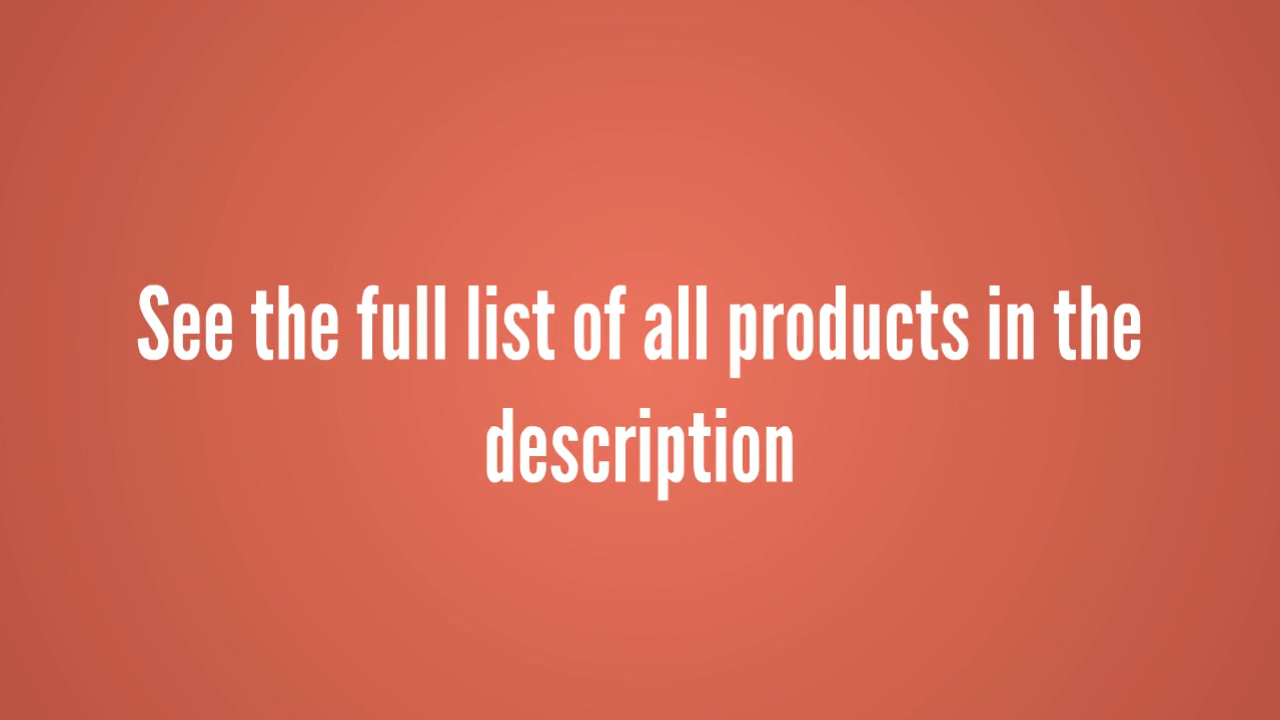 See the full list of all products in the
description